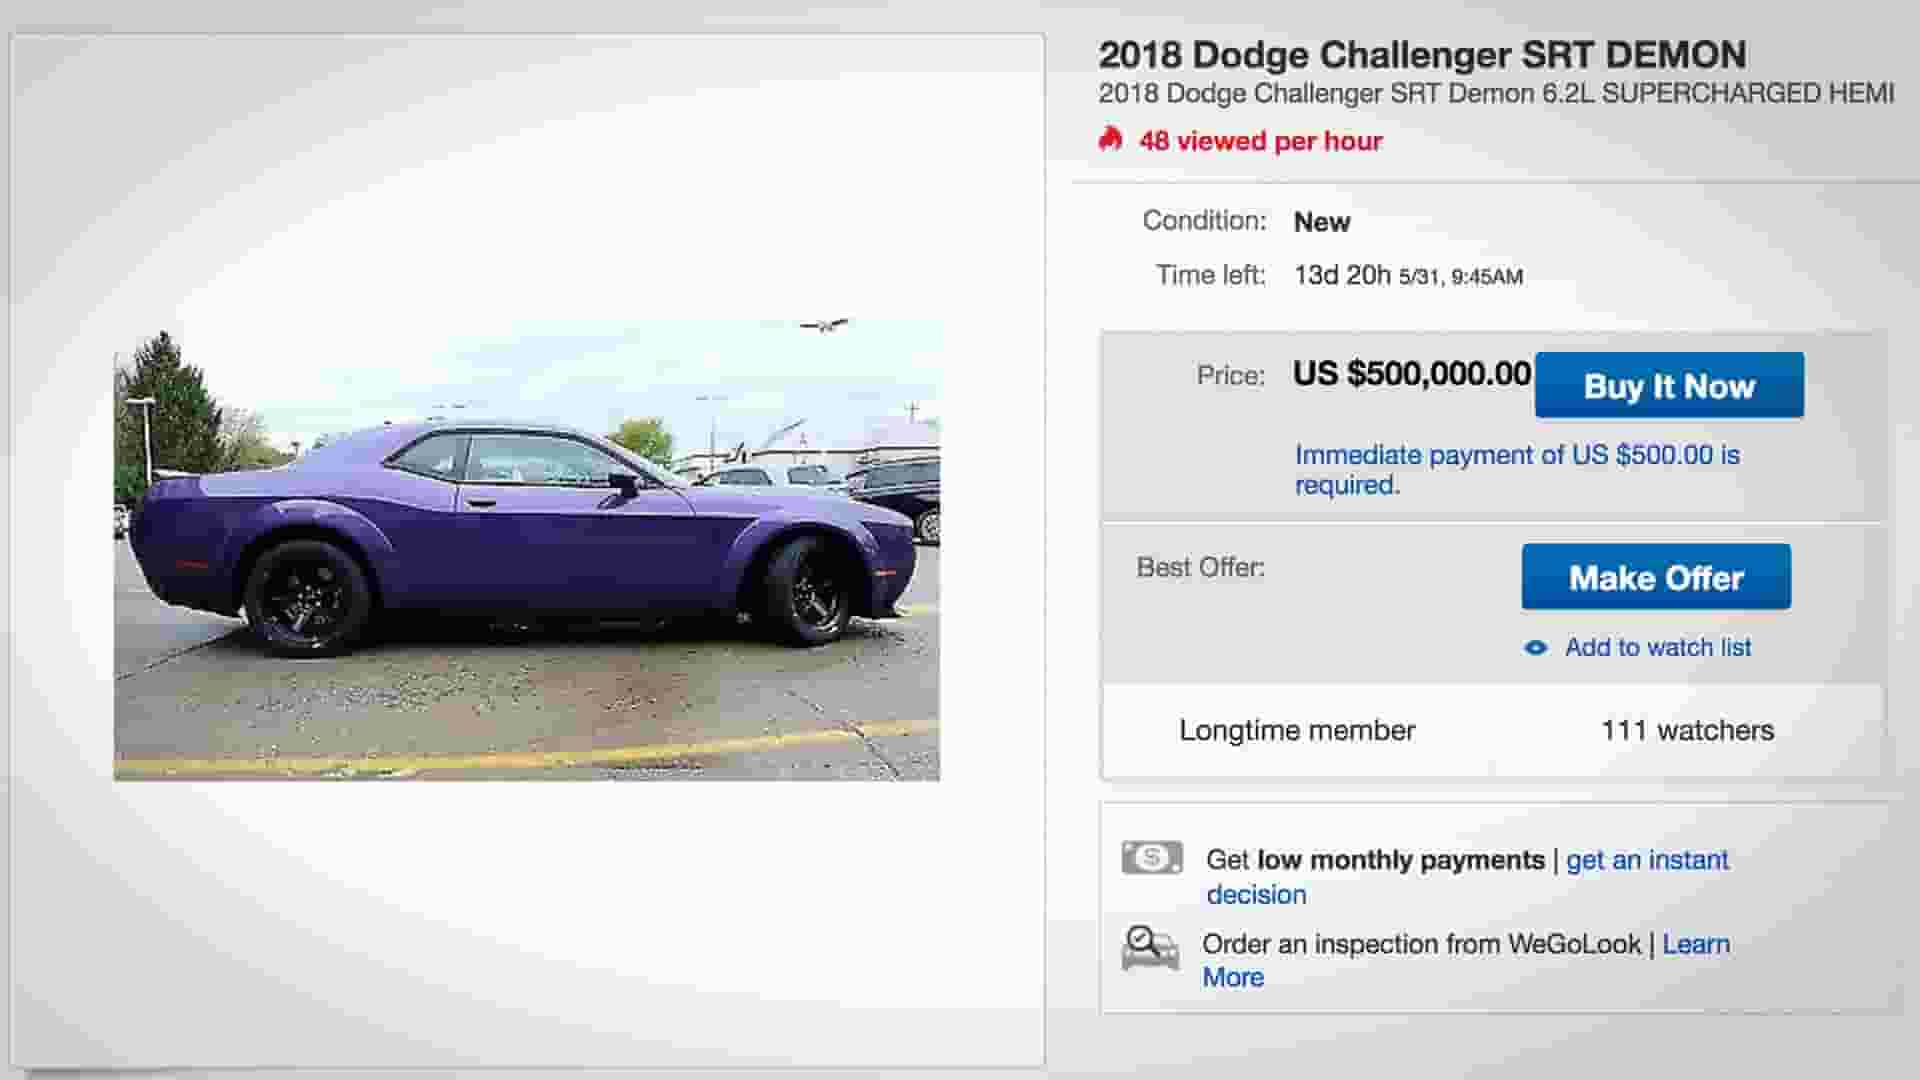 2018 Dodge Challenger SRT DEMON
2018 Dodge Challenger SRT Demon 6.2L SUPERCHARGED HEMI
48 viewed per hour
Condition: New
Time left: 13d 20h 5/31, 9:45AM
Price: US $500,000.00 Buy It Now
Immediate payment of US $500.00 is
required.
Best Offer: Make Offer
Add to watch list
Longtime member 111 watchers
Get low monthly payments | get an instant
decision
Order an inspection from WeGoLook | Learn
More